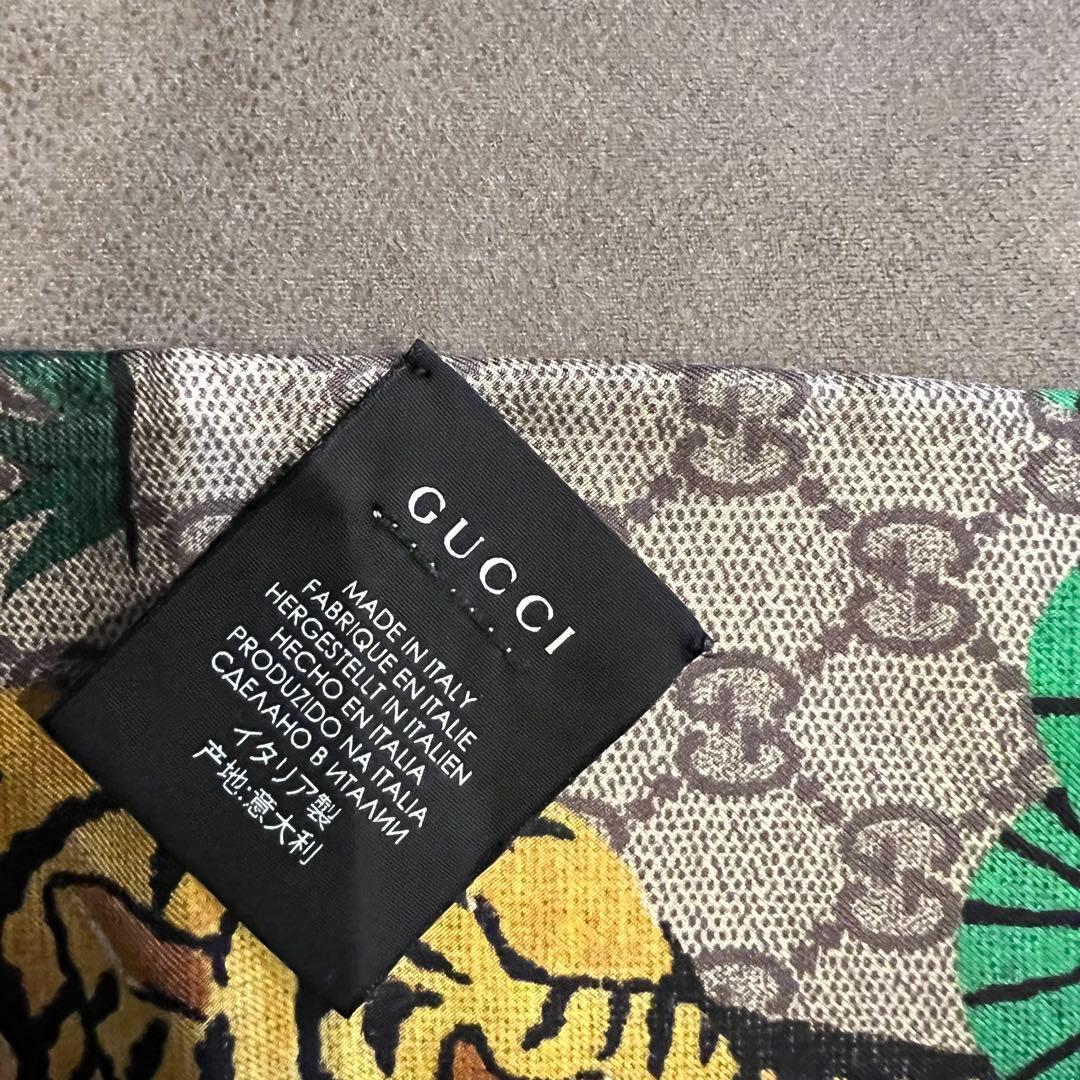 GUCCI
MADE IN ITALY
FABRIQUE EN ITALIE
HERGESTELLT IN ITALIEN
HECHO EN ITALIA
PRODUZIDO NA ITALIA
СДЕЛАНО В ИТАЛИИ
イタリア製
产地:意大利